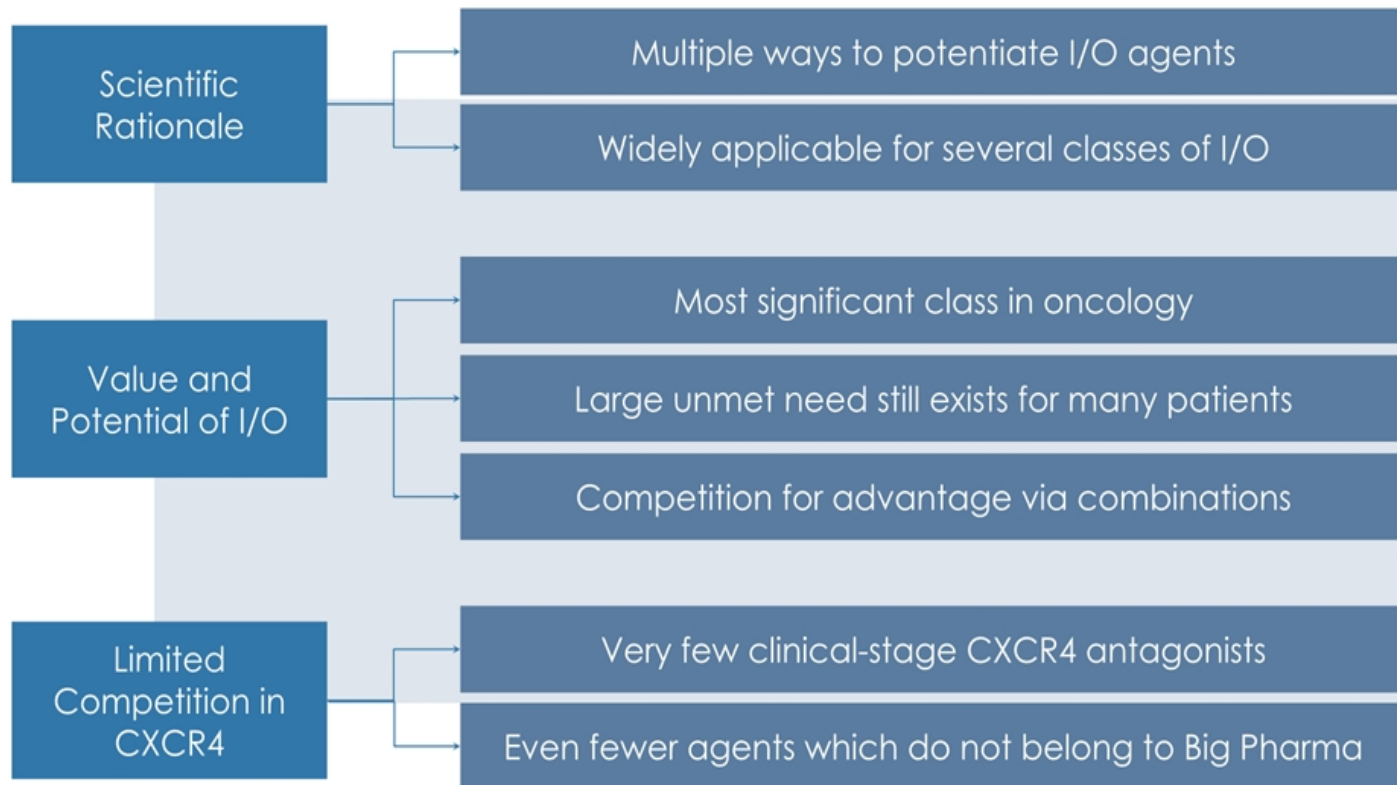 Scientific
Rationale
Multiple ways to potentiate I/O agents
Widely applicable for several classes of I/O
Value and
Potential of I/O
Most significant class in oncology
Large unmet need still exists for many patients
Competition for advantage via combinations
Limited
Competition in
CXCR4
Very few clinical-stage CXCR4 antagonists
Even fewer agents which do not belong to Big Pharma